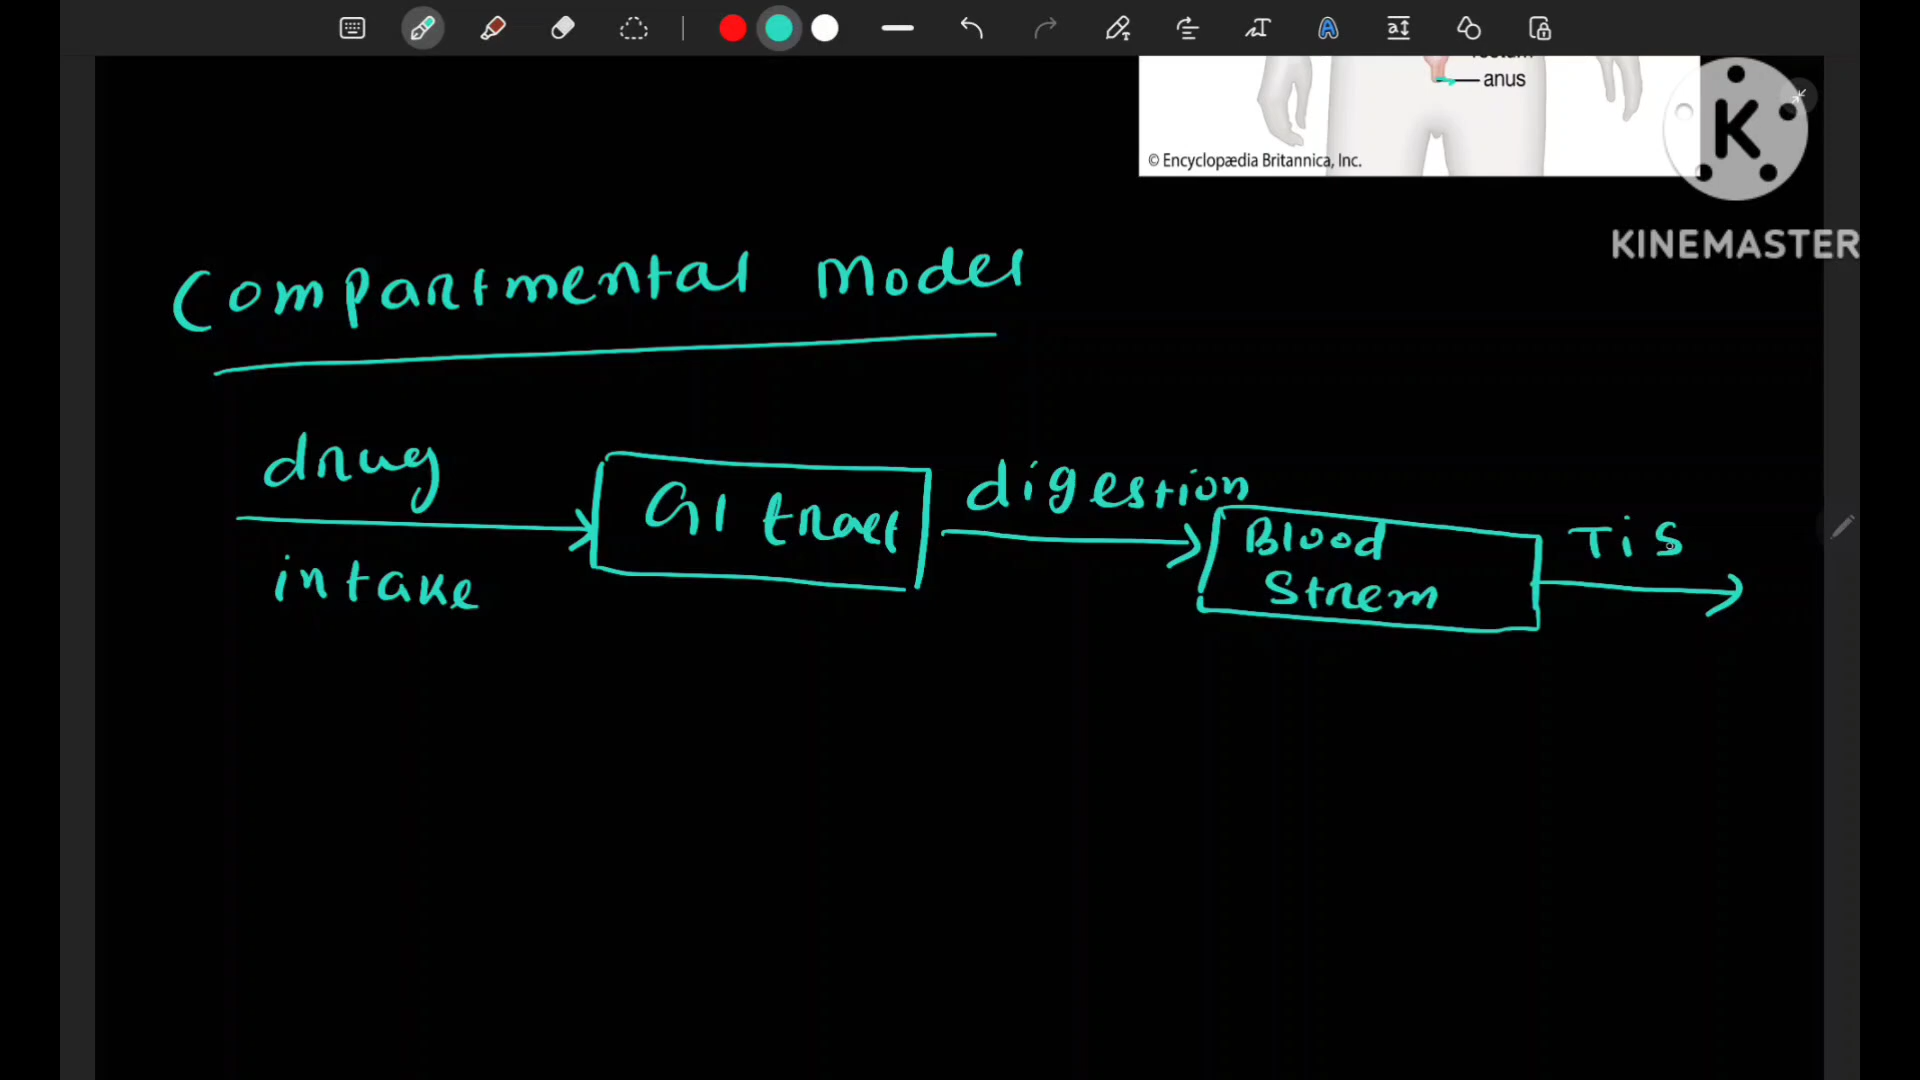 anus
© Encyclopædia Britannica, Inc.
K
KINEMASTER
Compartmental Model
drug
intake
GI tract
digestion
Blood
Strem
Tis